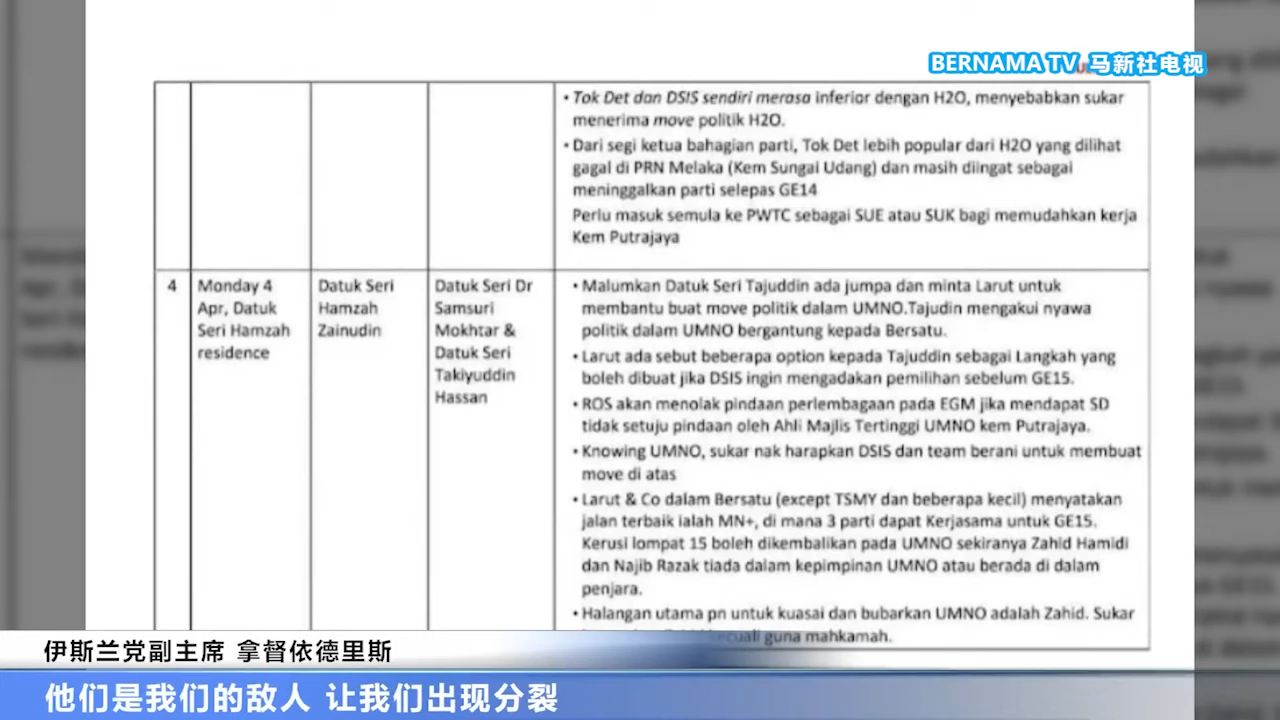 BERNAMA TV 马新社电视
• Tok Det dan DSIS sendiri merasa inferior dengan H2O, menyebabkan sukar
menerima move politik H2O.
• Dari segi ketua bahagian parti, Tok Det lebih popular dari H2O yang dilihat
gagal di PRN Melaka (Kem Sungai Udang) dan masih diingat sebagai
meninggalkan parti selepas GE14
Perlu masuk semula ke PWTC sebagai SUE atau SUK bagi memudahkan kerja
Kem Putrajaya
4
Monday 4
Apr, Datuk
Seri Hamzah
residence
Datuk Seri
Hamzah
Zainudin
Datuk Seri Dr
Samsuri
Mokhtar &
Datuk Seri
Takiyuddin
Hassan
• Malumkan Datuk Seri Tajuddin ada jumpa dan minta Larut untuk
membantu buat move politik dalam UMNO.Tajudin mengakui nyawa
politik dalam UMNO bergantung kepada Bersatu.
• Larut ada sebut beberapa option kepada Tajuddin sebagai Langkah yang
boleh dibuat jika DSIS ingin mengadakan pemilihan sebelum GE15.
• ROS akan menolak pindaan perlembagaan pada EGM jika mendapat SD
tidak setuju pindaan oleh Ahli Majlis Tertinggi UMNO kem Putrajaya.
• Knowing UMNO, sukar nak harapkan DSIS dan team berani untuk membuat
move di atas
• Larut & Co dalam Bersatu (except TSMY dan beberapa kecil) menyatakan
jalan terbaik ialah MN+, di mana 3 parti dapat Kerjasama untuk GE15.
Kerusi lompat 15 boleh dikembalikan pada UMNO sekiranya Zahid Hamidi
dan Najib Razak tiada dalam kepimpinan UMNO atau berada di dalam
penjara.
• Halangan utama pn untuk kuasai dan bubarkan UMNO adalah Zahid. Sukar
guna mahkamah.
伊斯兰党副主席 拿督依德里斯
他们是我们的敌人 让我们出现分裂